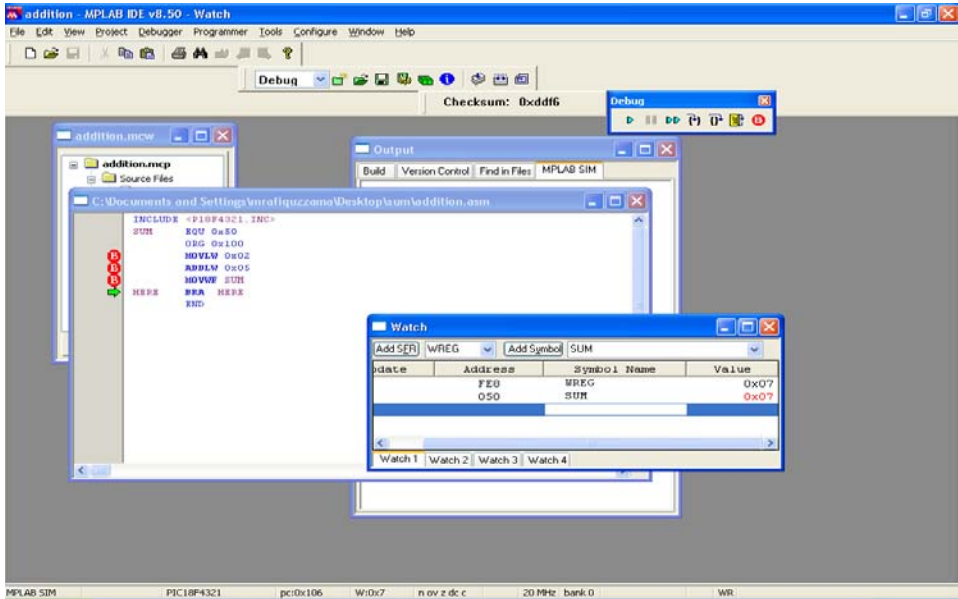 addition - MPLAB IDE v8.50 - Watch
File Edit View Project Debugger Programmer Tools Configure Window Help
Debug
Checksum: 0xddf6
Debug
addition.mcw
addition.mcp
Source Files
Output
Build Version Control Find in Files MPLAB SIM
C:\Documents and Settings\mrafiquzzama\Desktop\sum\addition.asm
INCLUDE <P18F4321.INC>
SUM EQU 0x50
ORG 0x100
B MOVLW 0x02
B ADDLW 0x05
B MOVWF SUM
HERE BRA HERE
END
Watch
Add SFR WREG Add Symbol SUM
pdate Address Symbol Name Value
FE8 WREG 0x07
050 SUM 0x07
Watch 1 Watch 2 Watch 3 Watch 4
MPLAB SIM PIC18F4321 pc:0x106 W:0x7 n ov z dc c 20 MHz bank 0 WR